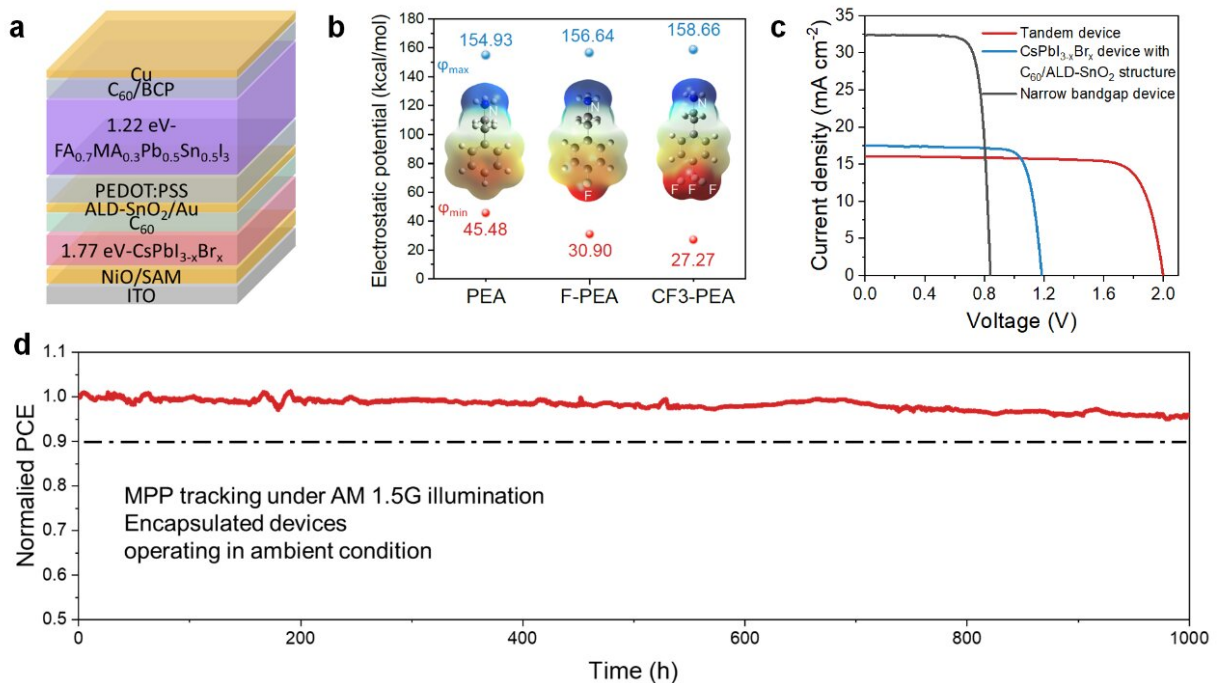 a
Cu
C₆₀/BCP
1.22 eV-
FA₀.₇MA₀.₃Pb₀.₅Sn₀.₅I₃
PEDOT:PSS
ALD-SnO₂/Au
C₆₀
1.77 eV-CsPbI₃₋ₓBrₓ
NiO/SAM
ITO
b
Electrostatic potential (kcal/mol)
180
160
140
120
100
80
60
40
20
0
154.93
156.64
158.66
φmax
N
N
N
F
F F F
φmin
45.48
30.90
27.27
PEA
F-PEA
CF3-PEA
c
Current density (mA cm⁻²)
35
30
25
20
15
10
5
0
Tandem device
CsPbI₃₋ₓBrₓ device with
C₆₀/ALD-SnO₂ structure
Narrow bandgap device
0.0
0.4
0.8
1.2
1.6
2.0
Voltage (V)
d
Normalied PCE
1.1
1.0
0.9
0.8
0.7
0.6
0.5
MPP tracking under AM 1.5G illumination
Encapsulated devices
operating in ambient condition
0
200
400
600
800
1000
Time (h)